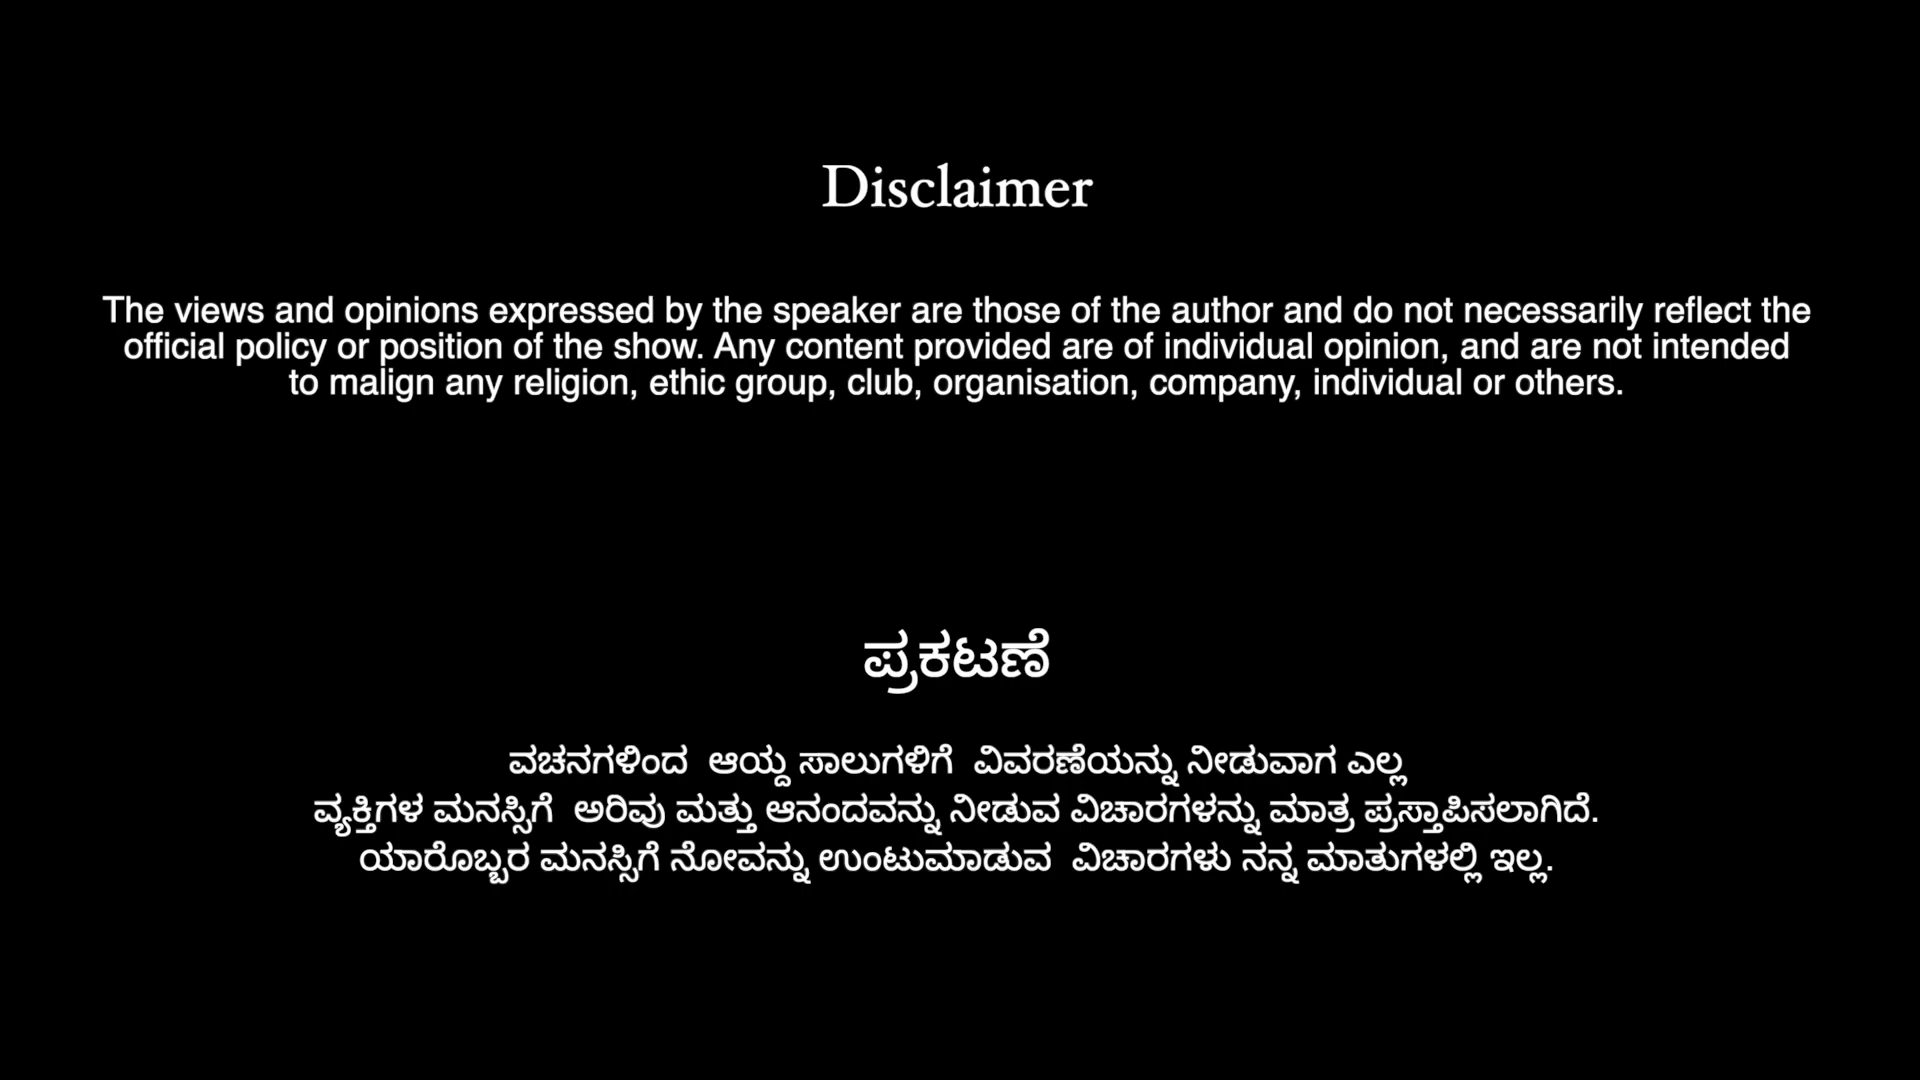 Disclaimer
The views and opinions expressed by the speaker are those of the author and do not necessarily reflect the
official policy or position of the show. Any content provided are of individual opinion, and are not intended
to malign any religion, ethic group, club, organisation, company, individual or others.
ಪ್ರಕಟಣೆ
ವಚನಗಳಿಂದ ಆಯ್ದ ಸಾಲುಗಳಿಗೆ ವಿವರಣೆಯನ್ನು ನೀಡುವಾಗ ಎಲ್ಲ
ವ್ಯಕ್ತಿಗಳ ಮನಸ್ಸಿಗೆ ಅರಿವು ಮತ್ತು ಆನಂದವನ್ನು ನೀಡುವ ವಿಚಾರಗಳನ್ನು ಮಾತ್ರ ಪ್ರಸ್ತಾಪಿಸಲಾಗಿದೆ.
ಯಾರೊಬ್ಬರ ಮನಸ್ಸಿಗೆ ನೋವನ್ನು ಉಂಟುಮಾಡುವ ವಿಚಾರಗಳು ನನ್ನ ಮಾತುಗಳಲ್ಲಿ ಇಲ್ಲ.